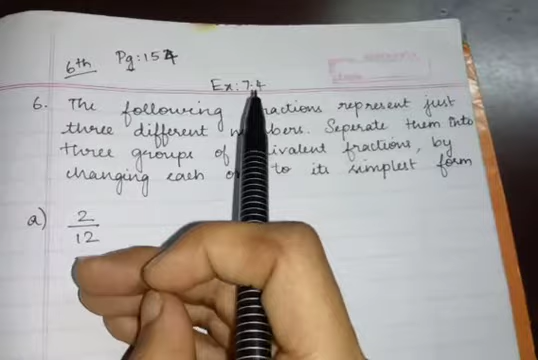 6th Pg:154
Ex: 7.4
6. The following fractions represent just
three different numbers. Seperate them into
three groups of equivalent fractions, by
changing each to its simplest form
a) 2
12